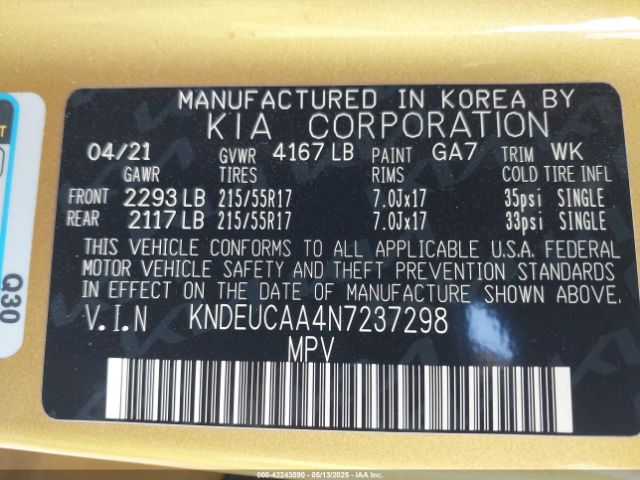 MANUFACTURED IN KOREA BY
KIA CORPORATION
04/21 GVWR 4167 LB PAINT GA7 TRIM WK
GAWR TIRES RIMS COLD TIRE INFL
FRONT 2293 LB 215/55R17 7.0Jx17 35psi SINGLE
REAR 2117 LB 215/55R17 7.0Jx17 33psi SINGLE
THIS VEHICLE CONFORMS TO ALL APPLICABLE U.S.A. FEDERAL
MOTOR VEHICLE SAFETY AND THEFT PREVENTION STANDARDS
IN EFFECT ON THE DATE OF MANUFACTURE SHOWN ABOVE.
V.I.N KNDEUCAA4N7237298
MPV
Q30
000-42243590 - 05/13/2025 - IAA Inc.